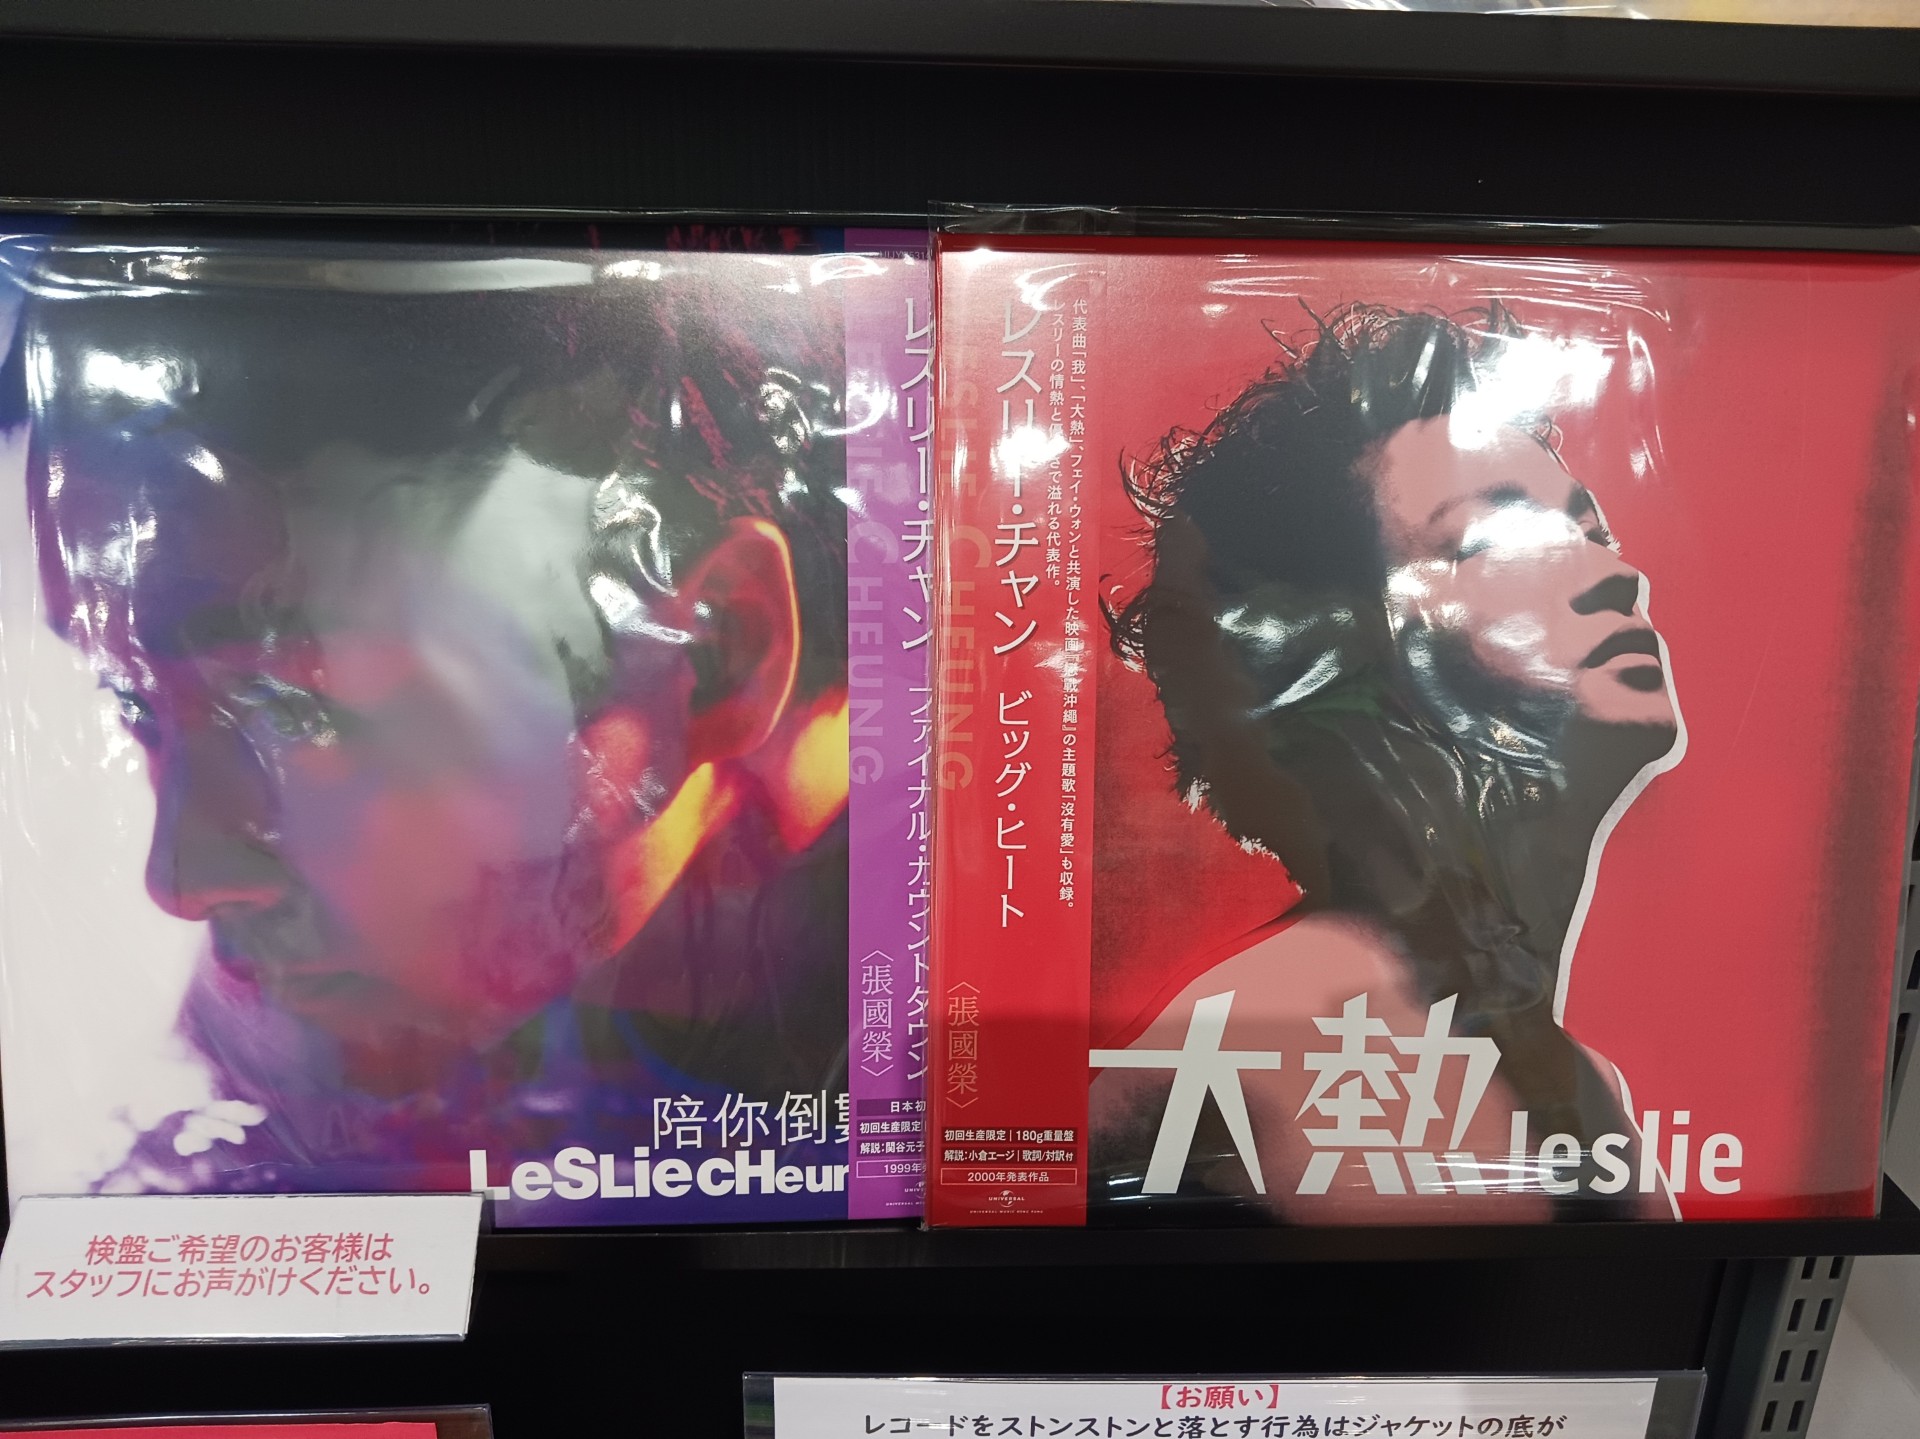 レスリー・チャン ファイナル・カウントダウン
LESLIE CHEUNG
〈張國榮〉
日本初
初回生産限定
解説:関谷元子
1999年
陪你倒
LeSLiecHeun
代表曲「我」、「大熱」、フェイ・ウォンと共演した映画『戀戰沖繩』の主題歌「沒有愛」も収録。
レスリーの情熱と
で溢れる代表作。
レスリー・チャン ビッグ・ヒート
LESLIE CHEUNG
〈張國榮〉
初回生産限定|180g重量盤
解説:小倉エージ|歌詞/対訳付
2000年発表作品
UNIVERSAL
UNIVERSAL MUSIC HONG KONG
大熱 leslie
検盤ご希望のお客様は
スタッフにお声がけください。
【お願い】
レコードをストンストンと落とす行為はジャケットの底が